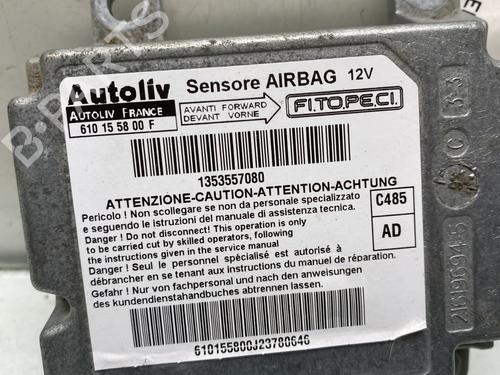 Autoliv
Sensore AIRBAG 12V
AUTOLIV FRANCE
610 15 58 00 F
AVANTI FORWARD
DEVANT VORNE
F.I.TO.PE.CI.
1353557080
ATTENZIONE-CAUTION-ATTENTION-ACHTUNG
Pericolo ! Non scollegare se non da personale specializzato
e seguendo le istruzioni del manuale di assistenza tecnica.
Danger ! Do not disconnect! This operation is only
to be carried cut by skilled operators, following
the instructions given in the service manual
Danger ! Seul le personnel spécialisé est autorisé à
débrancher en se tenant aux instructions du manuel de réparation.
Gefahr ! Nur von fachpersonal und nach den anweisungen
des kundendienstahandbuches abtrennen lassen.
C485
AD
610155800J23780646
B-Parts